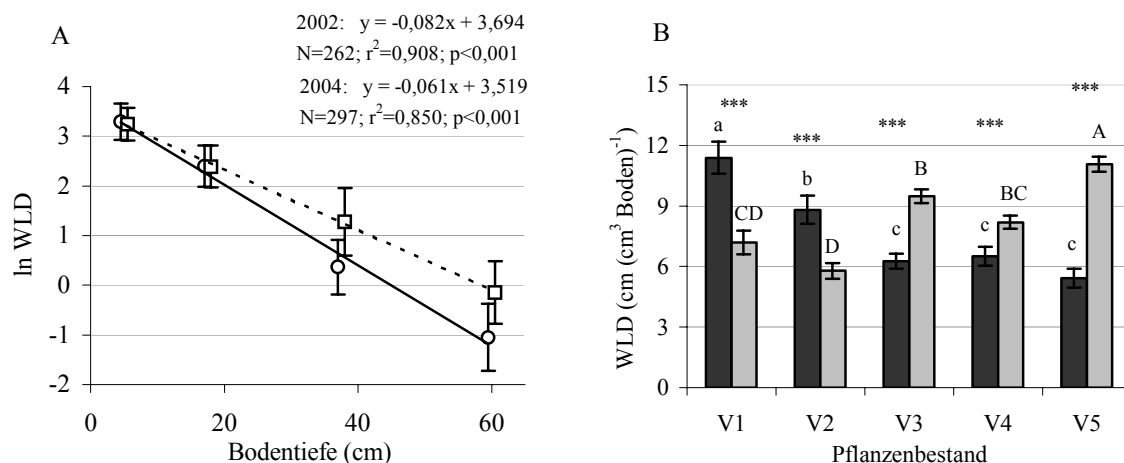 A
2002: y = -0,082x + 3,694
N=262; r²=0,908; p<0,001
2004: y = -0,061x + 3,519
N=297; r²=0,850; p<0,001
4
3
2
1
0
-1
-2
ln WLD
0 20 40 60
Bodentiefe (cm)
B
15
12
9
6
3
0
WLD (cm (cm³ Boden)⁻¹)
*** *** *** *** ***
a CD b D c B c BC c A
V1 V2 V3 V4 V5
Pflanzenbestand